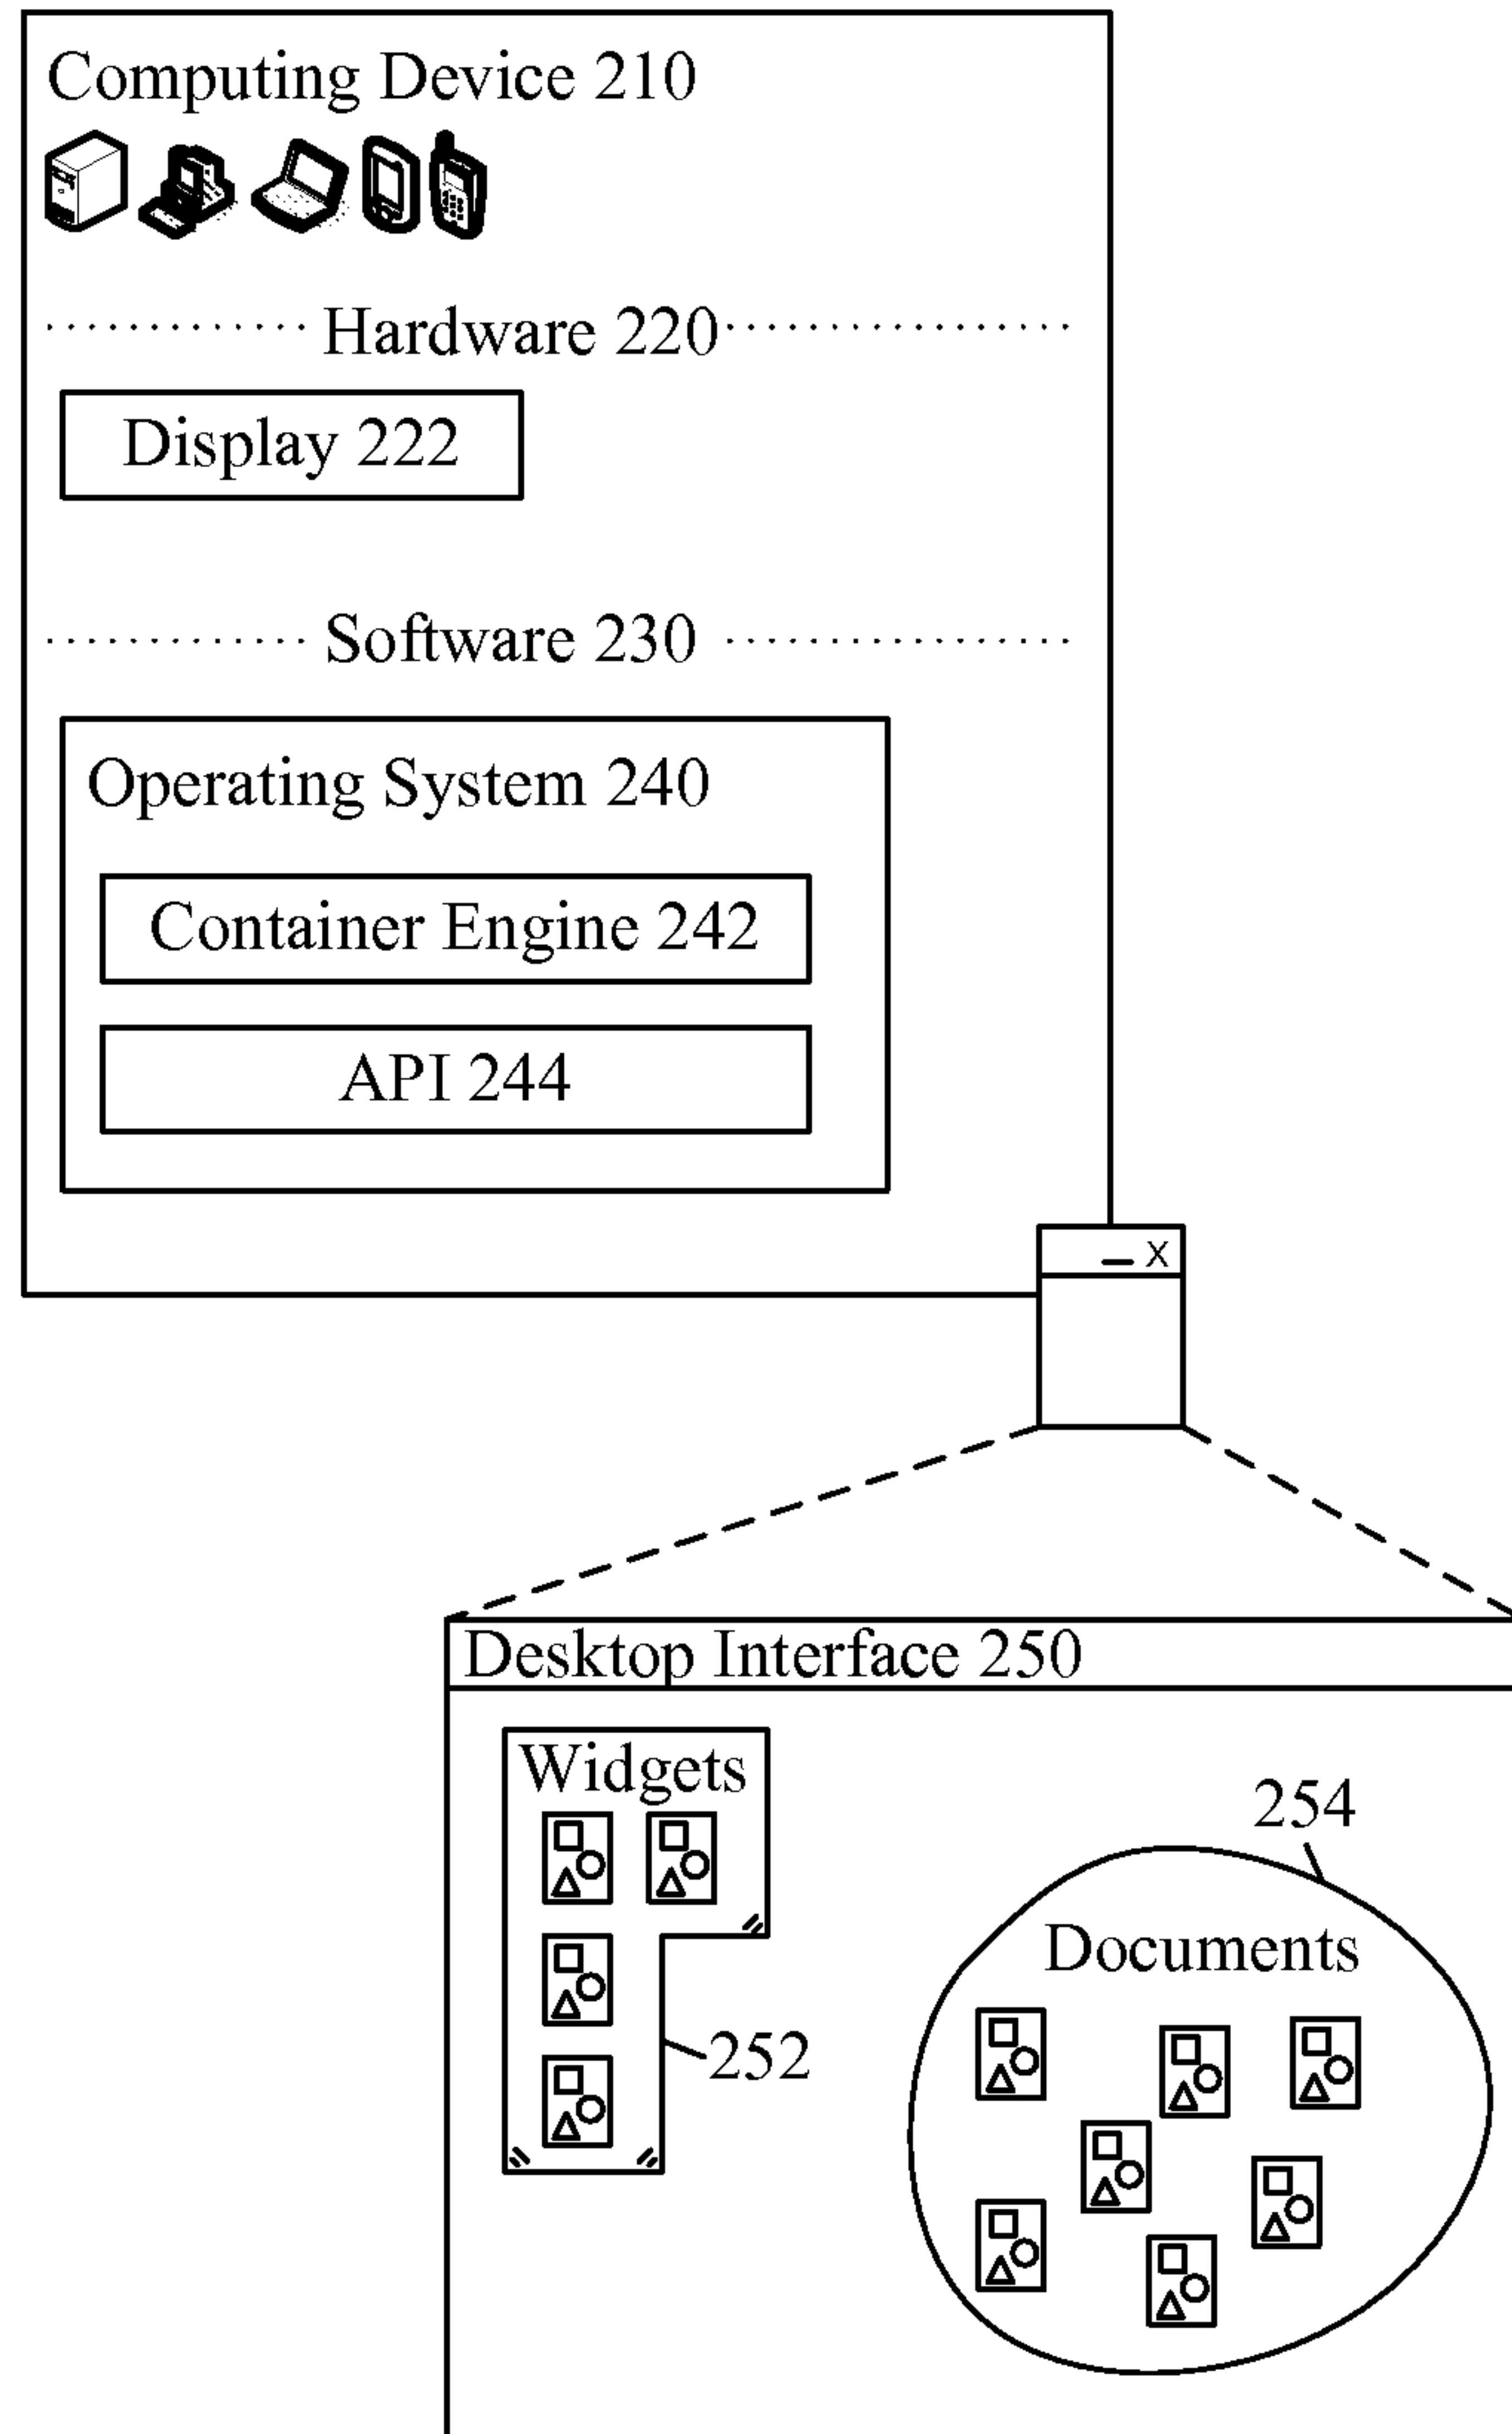 Computing Device 210
Hardware 220
Display 222
Software 230
Operating System 240
Container Engine 242
API 244
X
Desktop Interface 250
Widgets
254
Documents
252